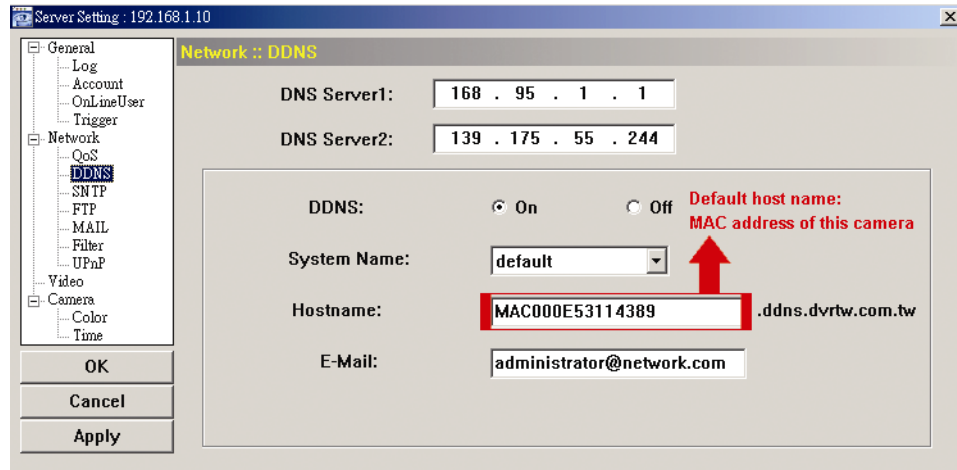 Server Setting : 192.168.1.10
General
Log
Account
OnLineUser
Trigger
Network
QoS
DDNS
SNTP
FTP
MAIL
Filter
UPnP
Video
Camera
Color
Time
OK
Cancel
Apply
Network :: DDNS
DNS Server1: 168 . 95 . 1 . 1
DNS Server2: 139 . 175 . 55 . 244
DDNS: On Off
Default host name:
MAC address of this camera
System Name: default
Hostname: MAC000E53114389 .ddns.dvrtw.com.tw
E-Mail: administrator@network.com